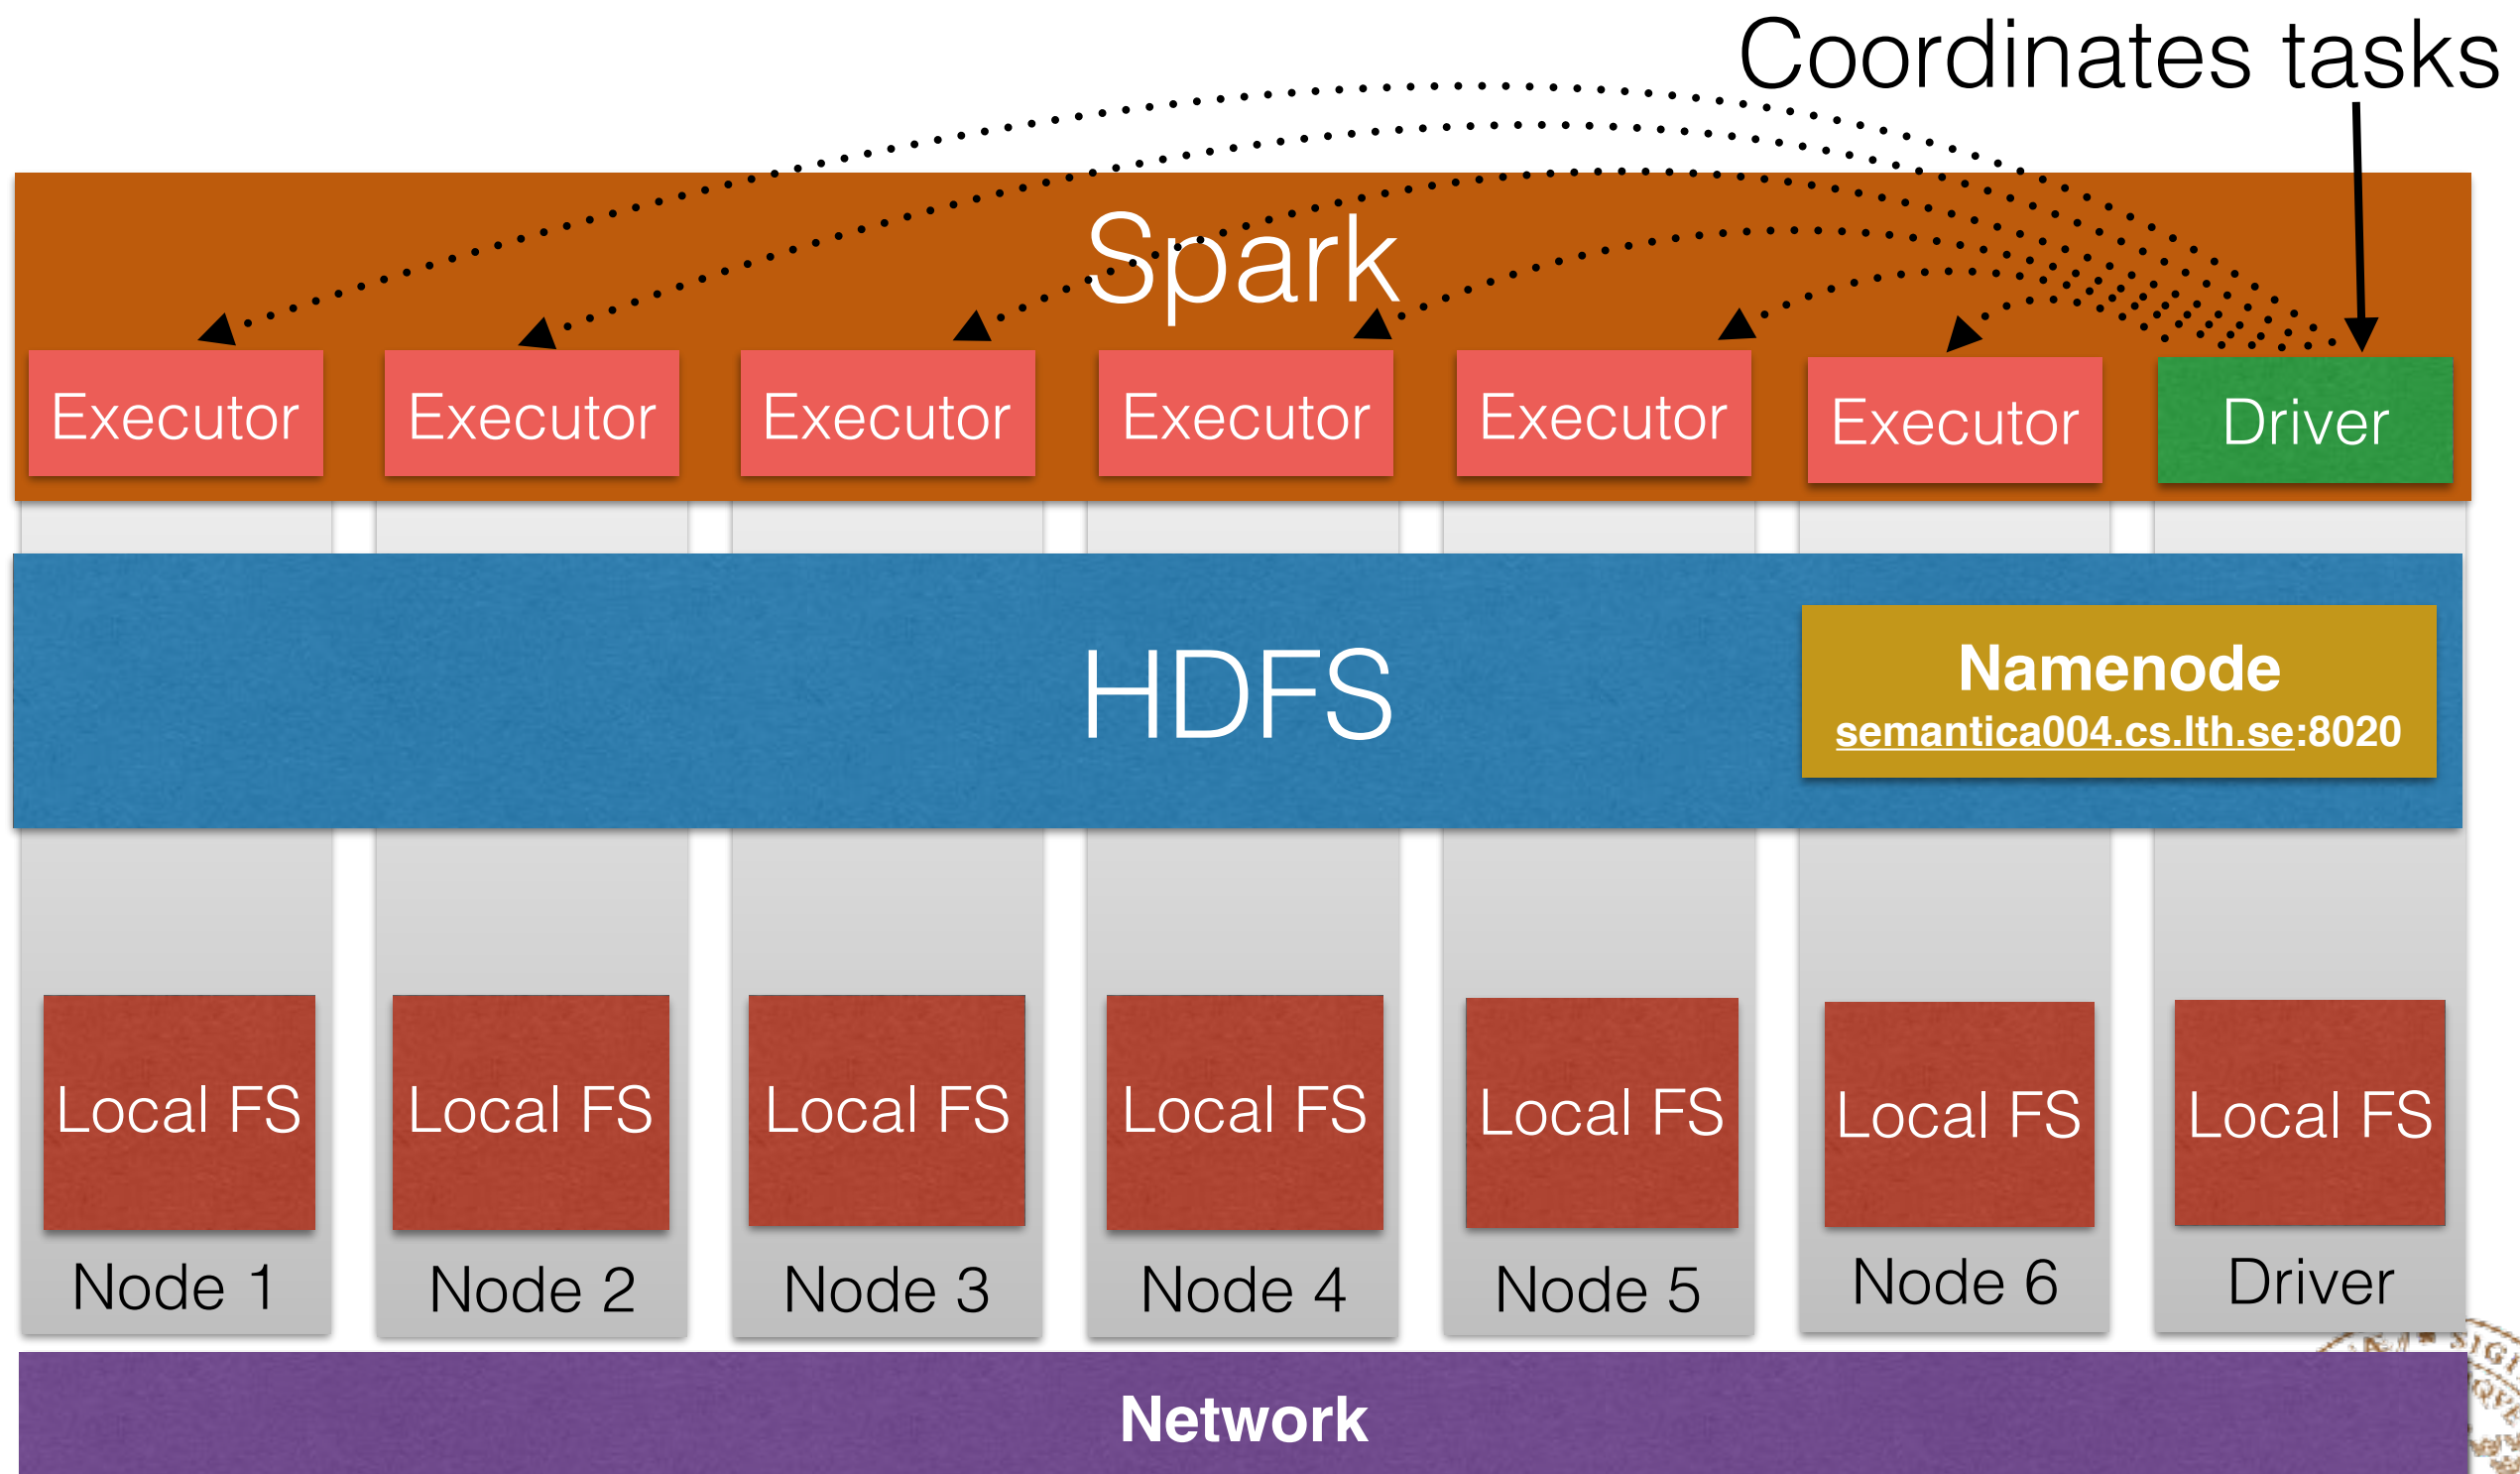 Coordinates tasks
Spark
Executor
Executor
Executor
Executor
Executor
Executor
Driver
HDFS
Namenode
semantica004.cs.lth.se:8020
Local FS
Local FS
Local FS
Local FS
Local FS
Local FS
Local FS
Node 1
Node 2
Node 3
Node 4
Node 5
Node 6
Driver
Network